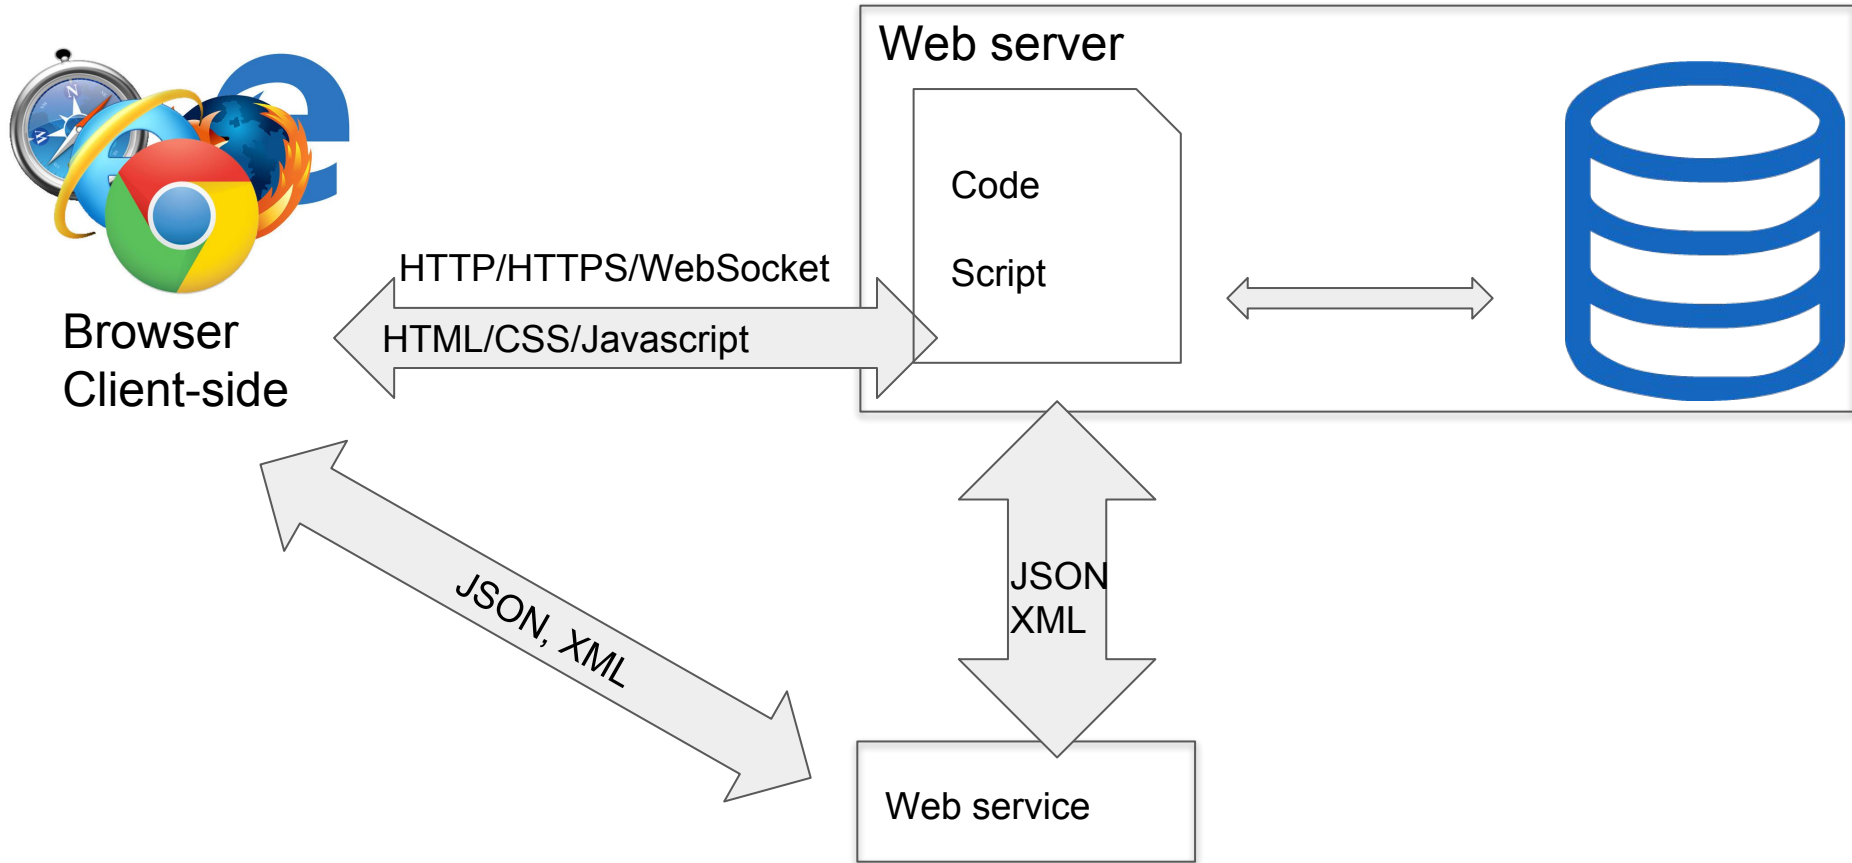 Web server
Code
Script
HTTP/HTTPS/WebSocket
HTML/CSS/Javascript
Browser
Client-side
JSON, XML
JSON
XML
Web service